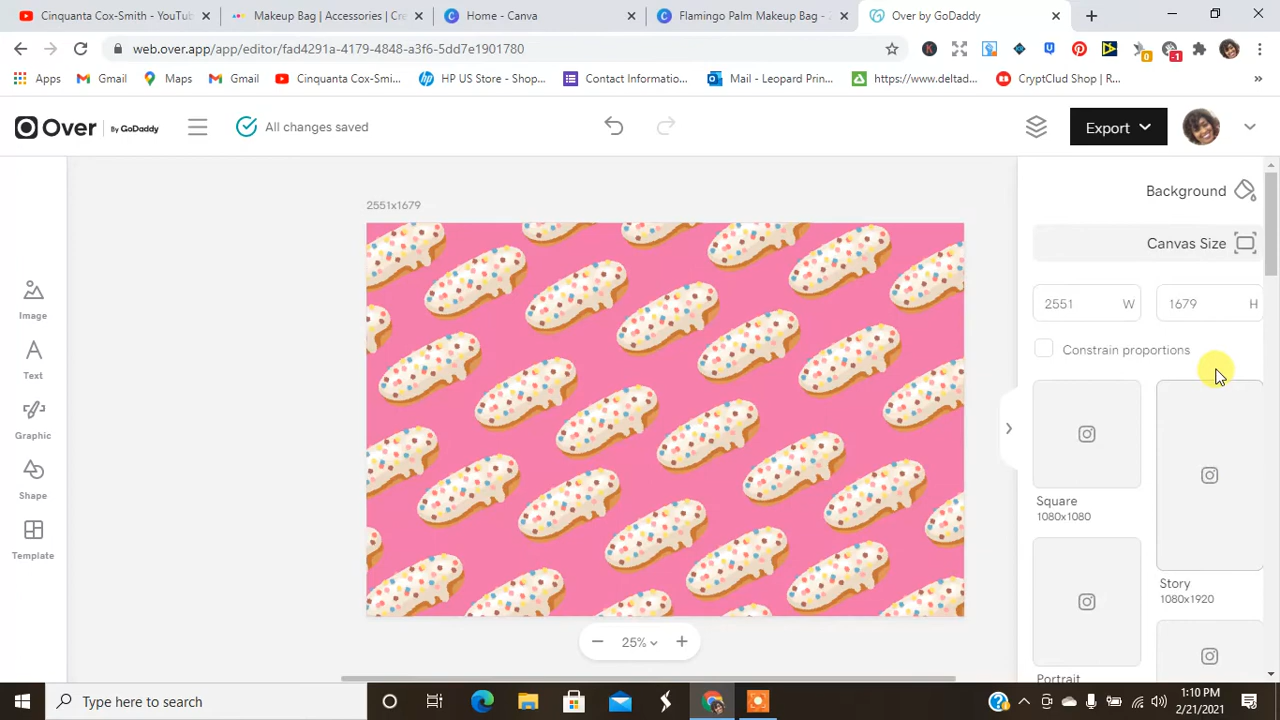 Cinquanta Cox-Smith - YouTub
Makeup Bag | Accessories | Cre
Home - Canva
Flamingo Palm Makeup Bag - 2
Over by GoDaddy
web.over.app/app/editor/fad4291a-4179-4848-a3f6-5dd7e1901780
Apps
Gmail
Maps
Gmail
Cinquanta Cox-Smi...
HP US Store - Shop...
Contact Informatio...
Mail - Leopard Prin...
https://www.deltad...
CryptClud Shop | R...
Over
By GoDaddy
All changes saved
Export
Background
Canvas Size
2551x1679
2551 W
1679 H
Constrain proportions
Image
Text
Graphic
Shape
Template
Square
1080x1080
Story
1080x1920
Portrait
25%
Type here to search
1:10 PM
2/21/2021